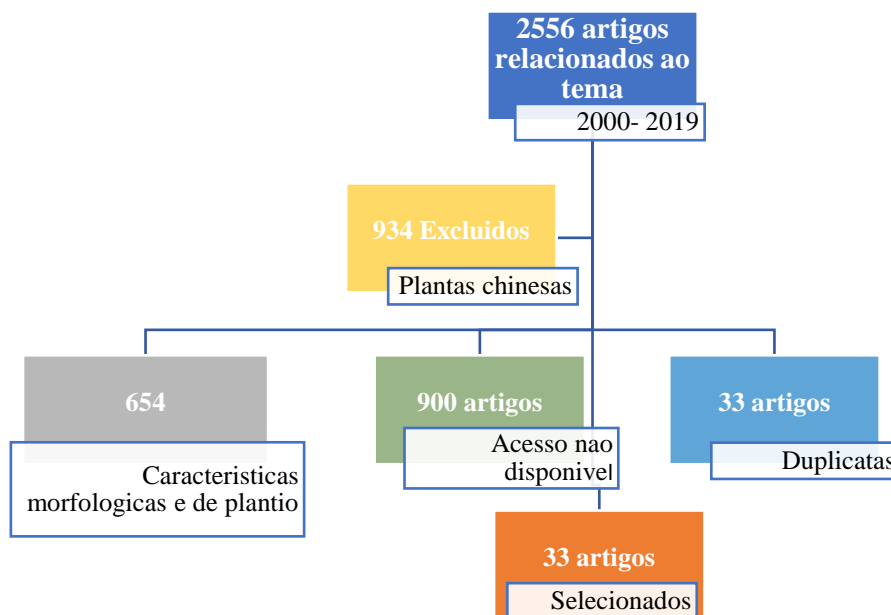 2556 artigos
relacionados ao
tema
2000- 2019
934 Excluidos
Plantas chinesas
654
Caracteristicas
morfologicas e de plantio
900 artigos
Acesso nao
disponivel
33 artigos
Duplicatas
33 artigos
Selecionados